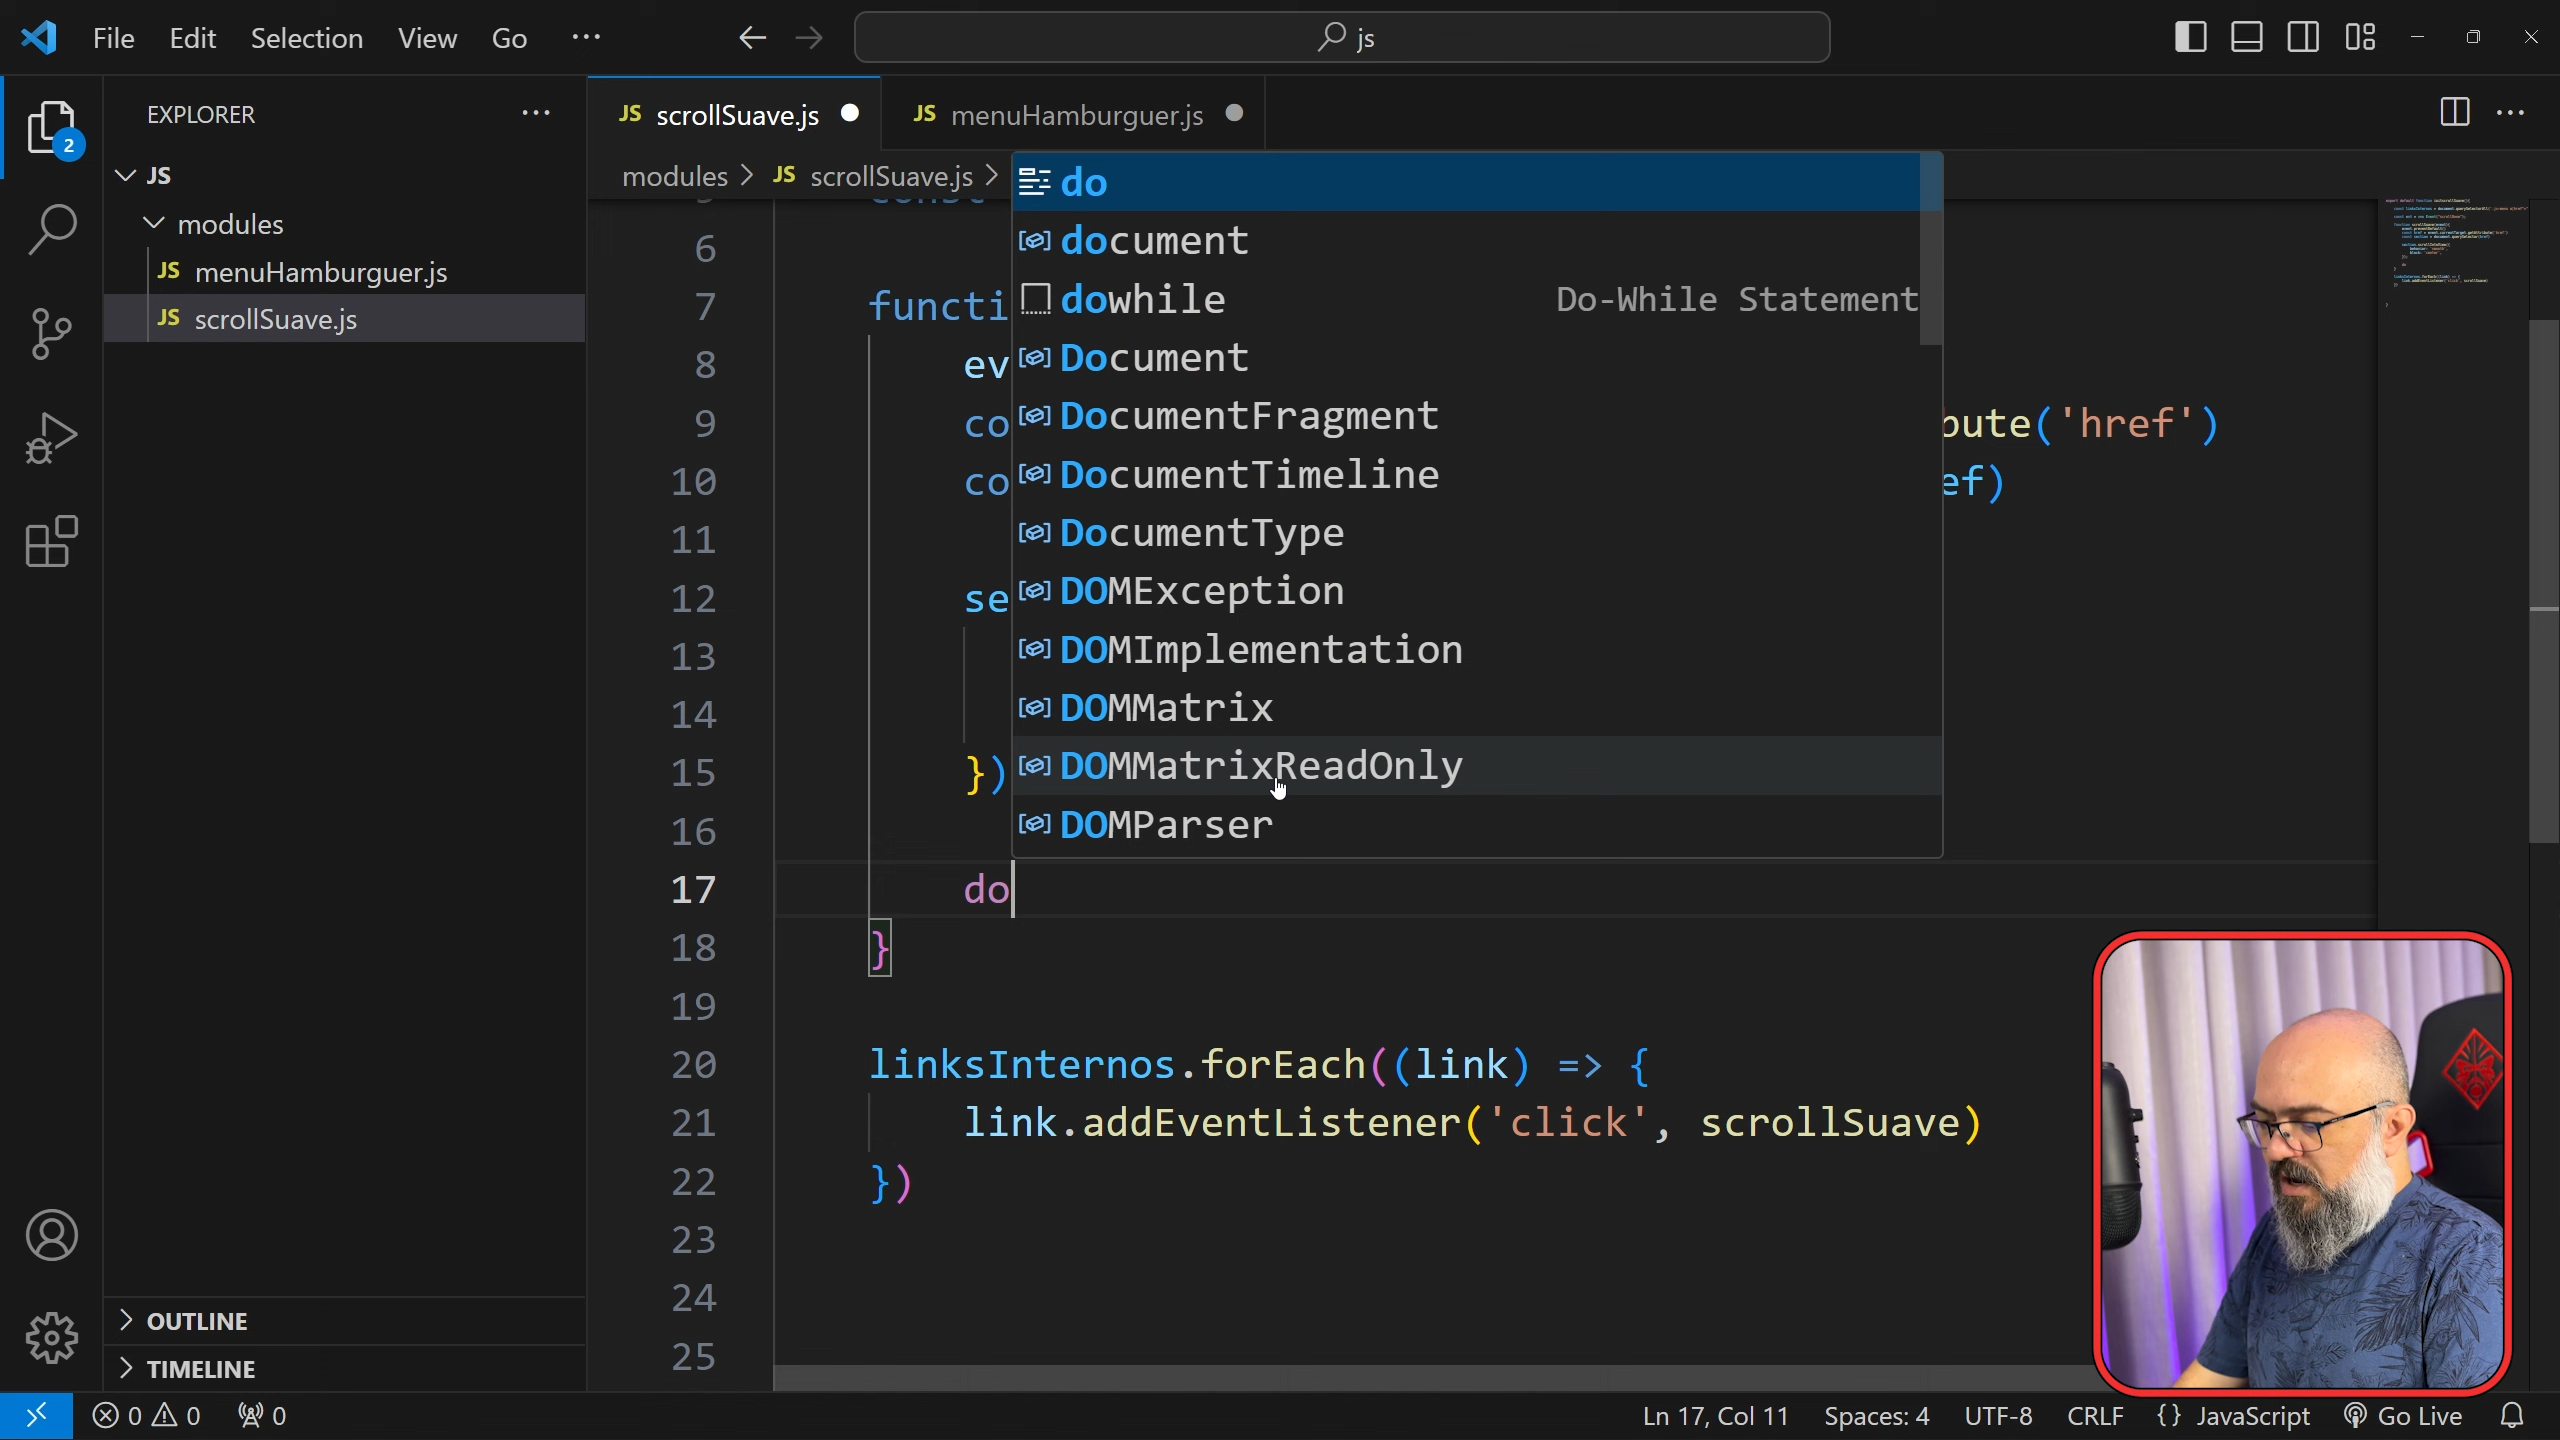 File Edit Selection View Go
js
EXPLORER
JS scrollSuave.js
JS menuHamburguer.js
2
JS
modules
JS menuHamburguer.js
JS scrollSuave.js
modules > JS scrollSuave.js >
do
document
dowhile Do-While Statement
Document
DocumentFragment
DocumentTimeline
DocumentType
DOMException
DOMImplementation
DOMMatrix
DOMMatrixReadOnly
DOMParser
6
7 functi
8 ev
9 co bute('href')
10 co ef)
11
12 se
13
14
15 })
16
17 do
18 }
19
20 linksInternos.forEach((link) => {
21 link.addEventListener('click', scrollSuave)
22 })
23
24
25
OUTLINE
TIMELINE
0 0 0
Ln 17, Col 11 Spaces: 4 UTF-8 CRLF {} JavaScript Go Live